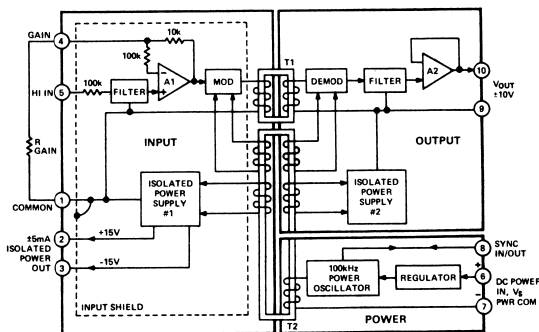 GAIN
4
10k
100k
A1
T1
HI IN
5
100k
FILTER
MOD
DEMOD
FILTER
A2
10
VOUT
±10V
9
R
GAIN
INPUT
OUTPUT
COMMON
1
ISOLATED
POWER
SUPPLY
#1
ISOLATED
POWER
SUPPLY
#2
±5mA
ISOLATED
POWER
OUT
2
+15V
3
-15V
INPUT SHIELD
8
SYNC
IN/OUT
100kHz
POWER
OSCILLATOR
REGULATOR
+
6
DC POWER
IN, VS
PWR COM
−
7
POWER
T2